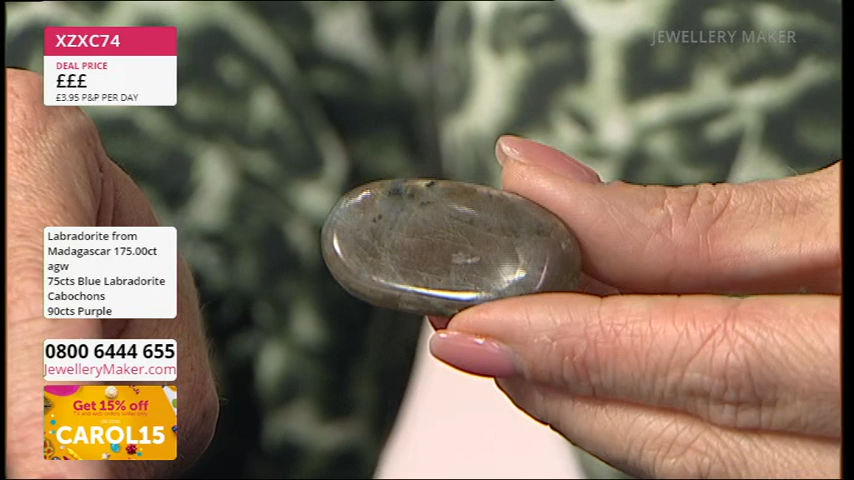 XZXC74
DEAL PRICE
£££
£3.95 P&P PER DAY
JEWELLERY MAKER
Labradorite from
Madagascar 175.00ct
agw
75cts Blue Labradorite
Cabochons
90cts Purple
0800 6444 655
JewelleryMaker.com
Get 15% off
CAROL15